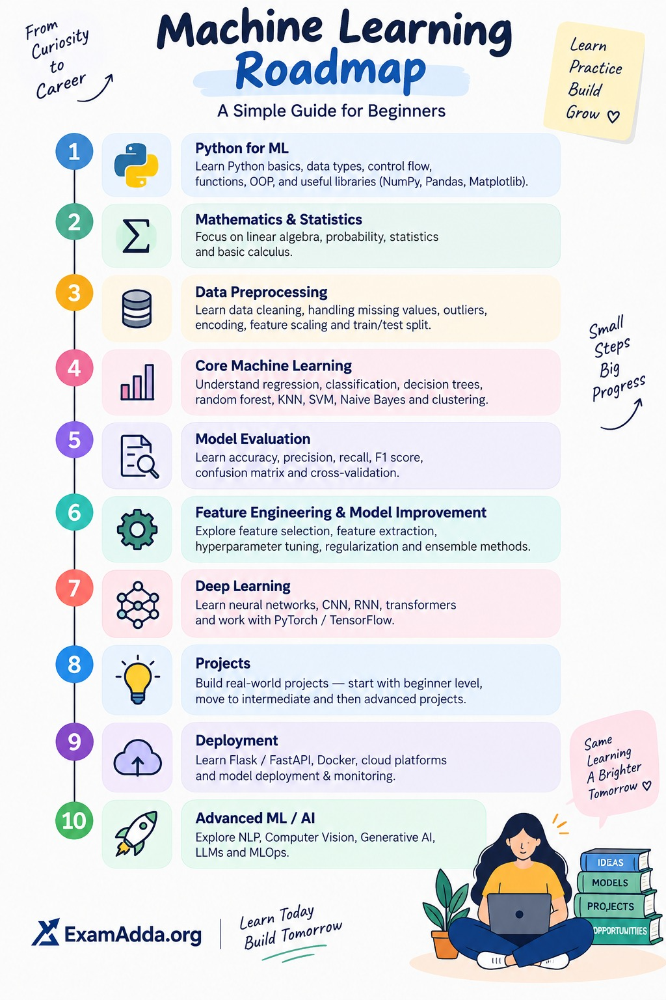 From
Curiosity
to
Career
Machine Learning
Roadmap
A Simple Guide for Beginners
Learn
Practice
Build
Grow ♡
1
Python for ML
Learn Python basics, data types, control flow,
functions, OOP, and useful libraries (NumPy, Pandas, Matplotlib).
2
Σ
Mathematics & Statistics
Focus on linear algebra, probability, statistics
and basic calculus.
3
Data Preprocessing
Learn data cleaning, handling missing values, outliers,
encoding, feature scaling and train/test split.
4
Core Machine Learning
Understand regression, classification, decision trees,
random forest, KNN, SVM, Naive Bayes and clustering.
Small
Steps
Big
Progress
5
Model Evaluation
Learn accuracy, precision, recall, F1 score,
confusion matrix and cross-validation.
6
Feature Engineering & Model Improvement
Explore feature selection, feature extraction,
hyperparameter tuning, regularization and ensemble methods.
7
Deep Learning
Learn neural networks, CNN, RNN, transformers
and work with PyTorch / TensorFlow.
8
Projects
Build real-world projects — start with beginner level,
move to intermediate and then advanced projects.
9
Deployment
Learn Flask / FastAPI, Docker, cloud platforms
and model deployment & monitoring.
Same
Learning
A Brighter
Tomorrow ♡
10
Advanced ML / AI
Explore NLP, Computer Vision, Generative AI,
LLMs and MLOps.
IDEAS
MODELS
PROJECTS
OPPORTUNITIES
ExamAdda.org
Learn Today
Build Tomorrow